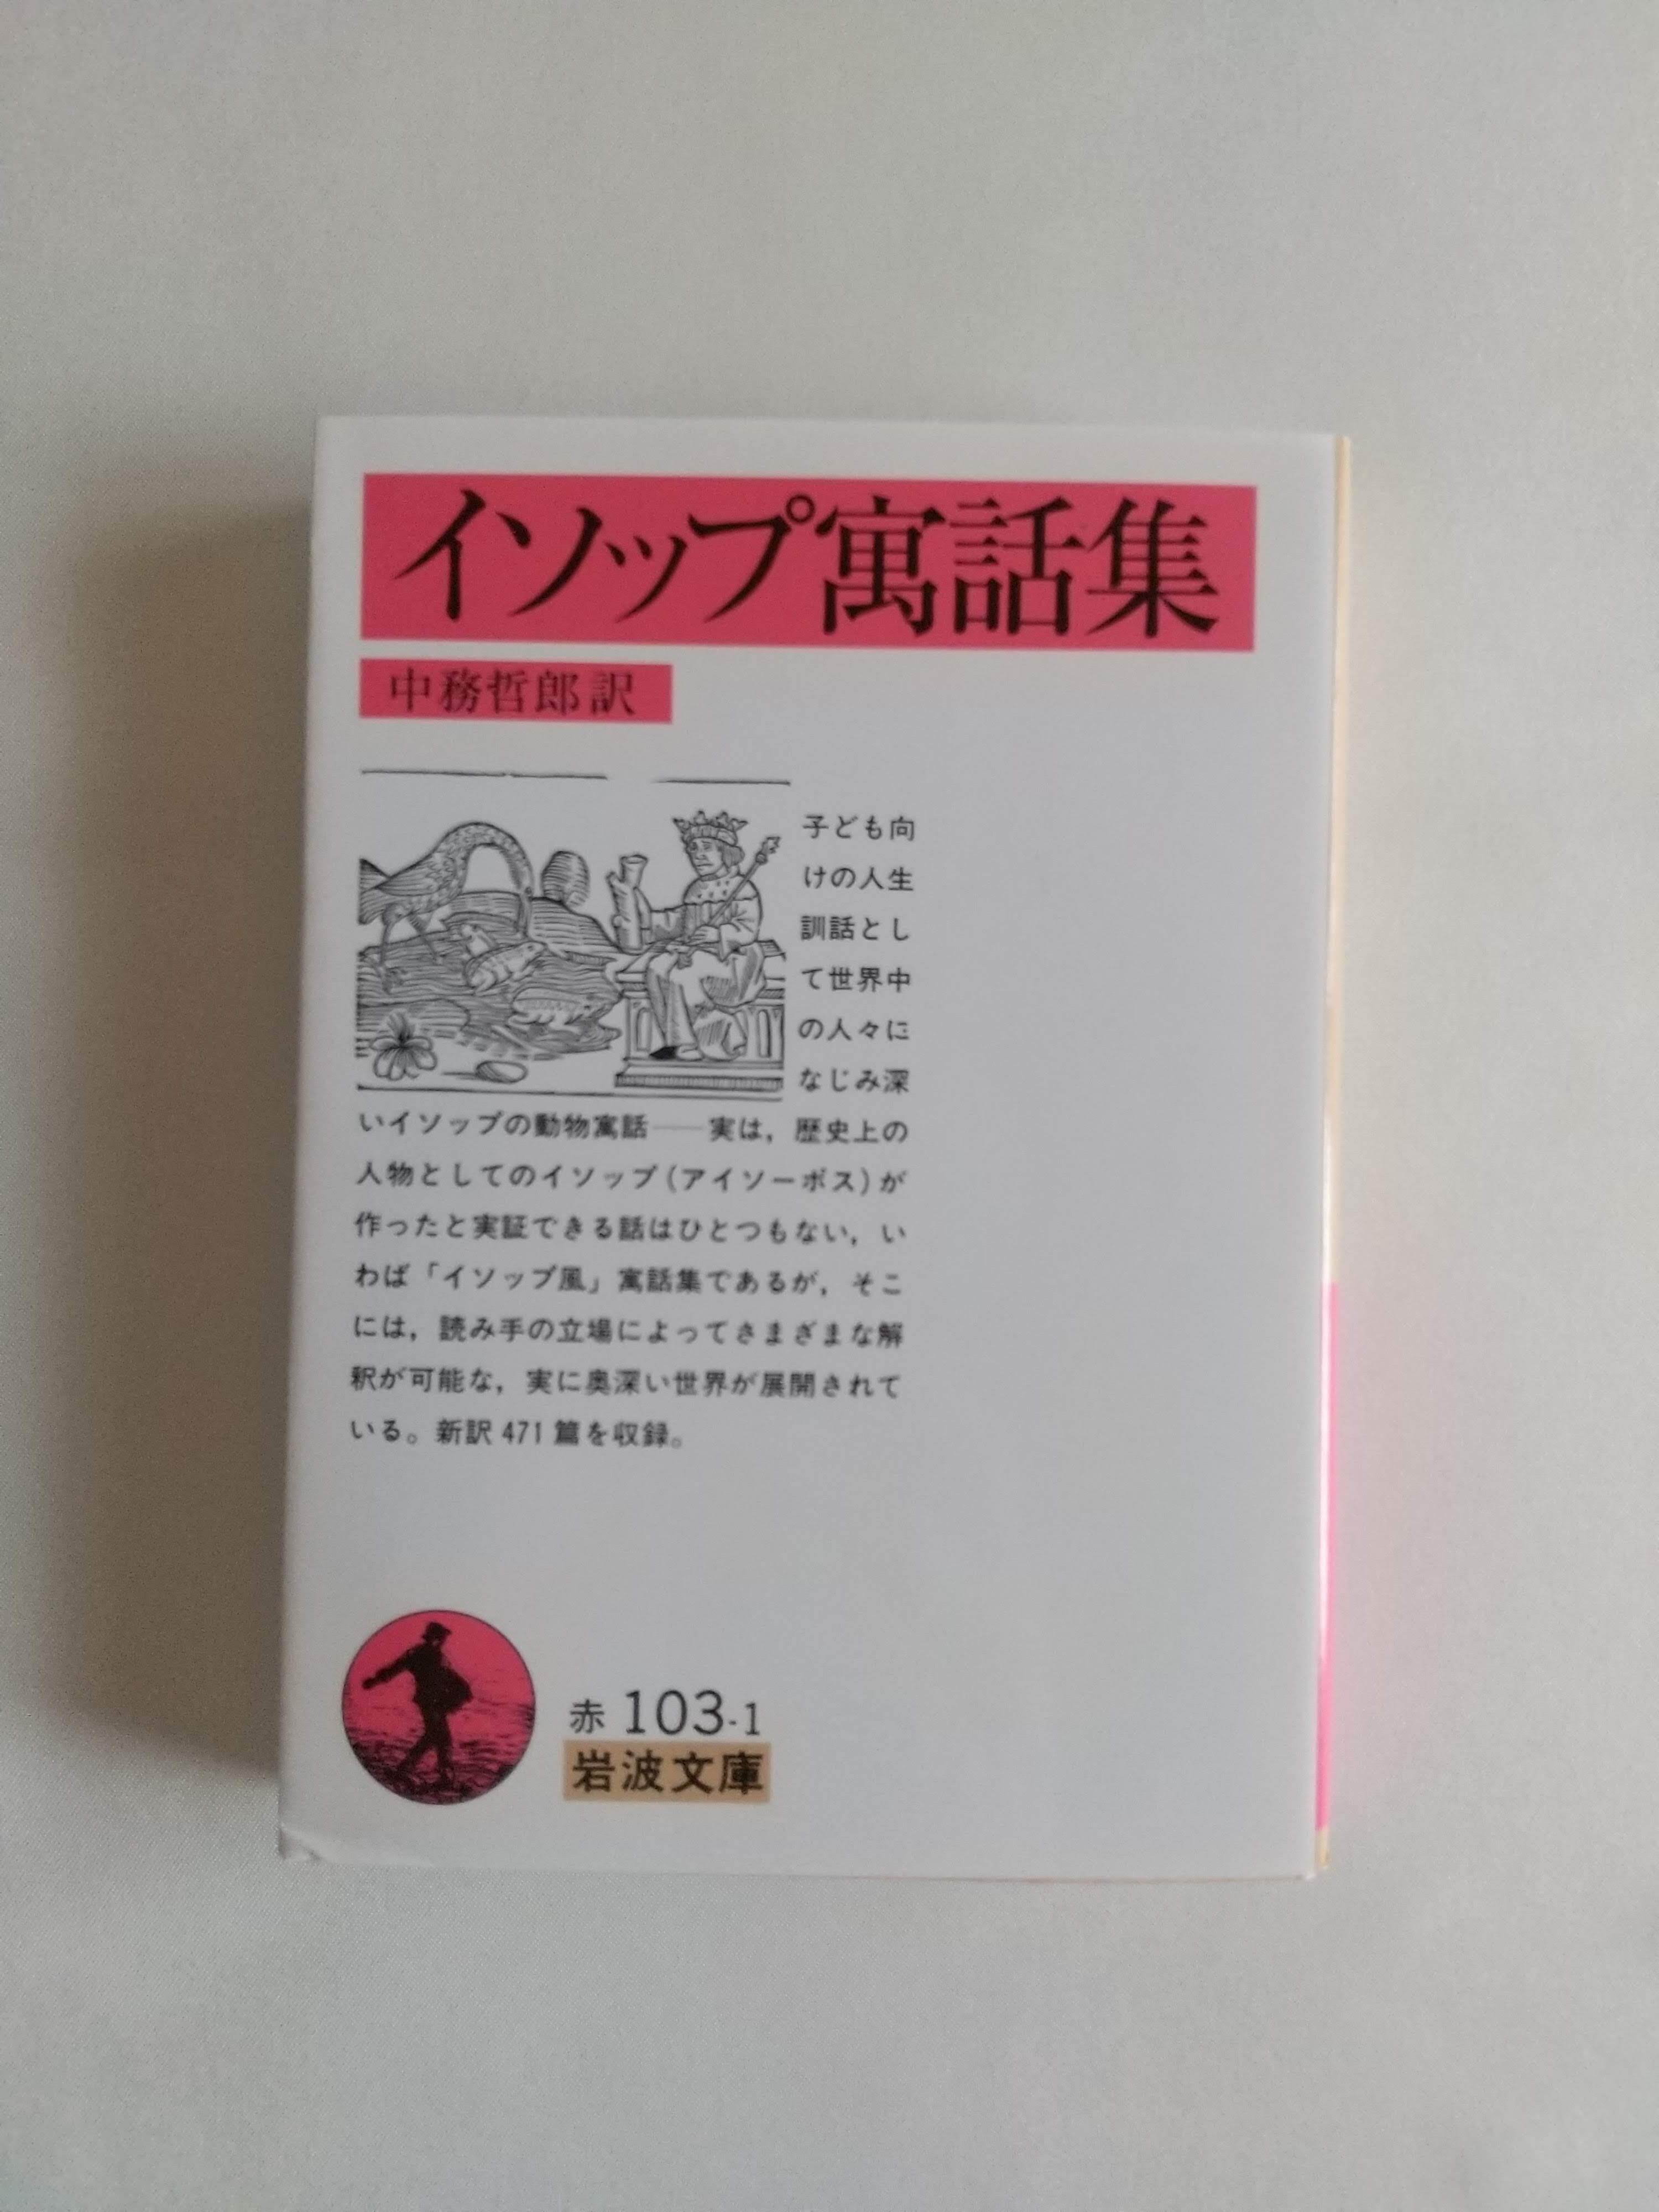 イソップ寓話集
中務哲郎訳
子ども向
けの人生
訓話とし
て世界中
の人々に
なじみ深
いイソップの動物寓話――実は，歴史上の
人物としてのイソップ（アイソーポス）が
作ったと実証できる話はひとつもない，い
わば「イソップ風」寓話集であるが，そこ
には，読み手の立場によってさまざまな解
釈が可能な，実に奥深い世界が展開されて
いる。新訳471篇を収録。
赤 103-1
岩波文庫